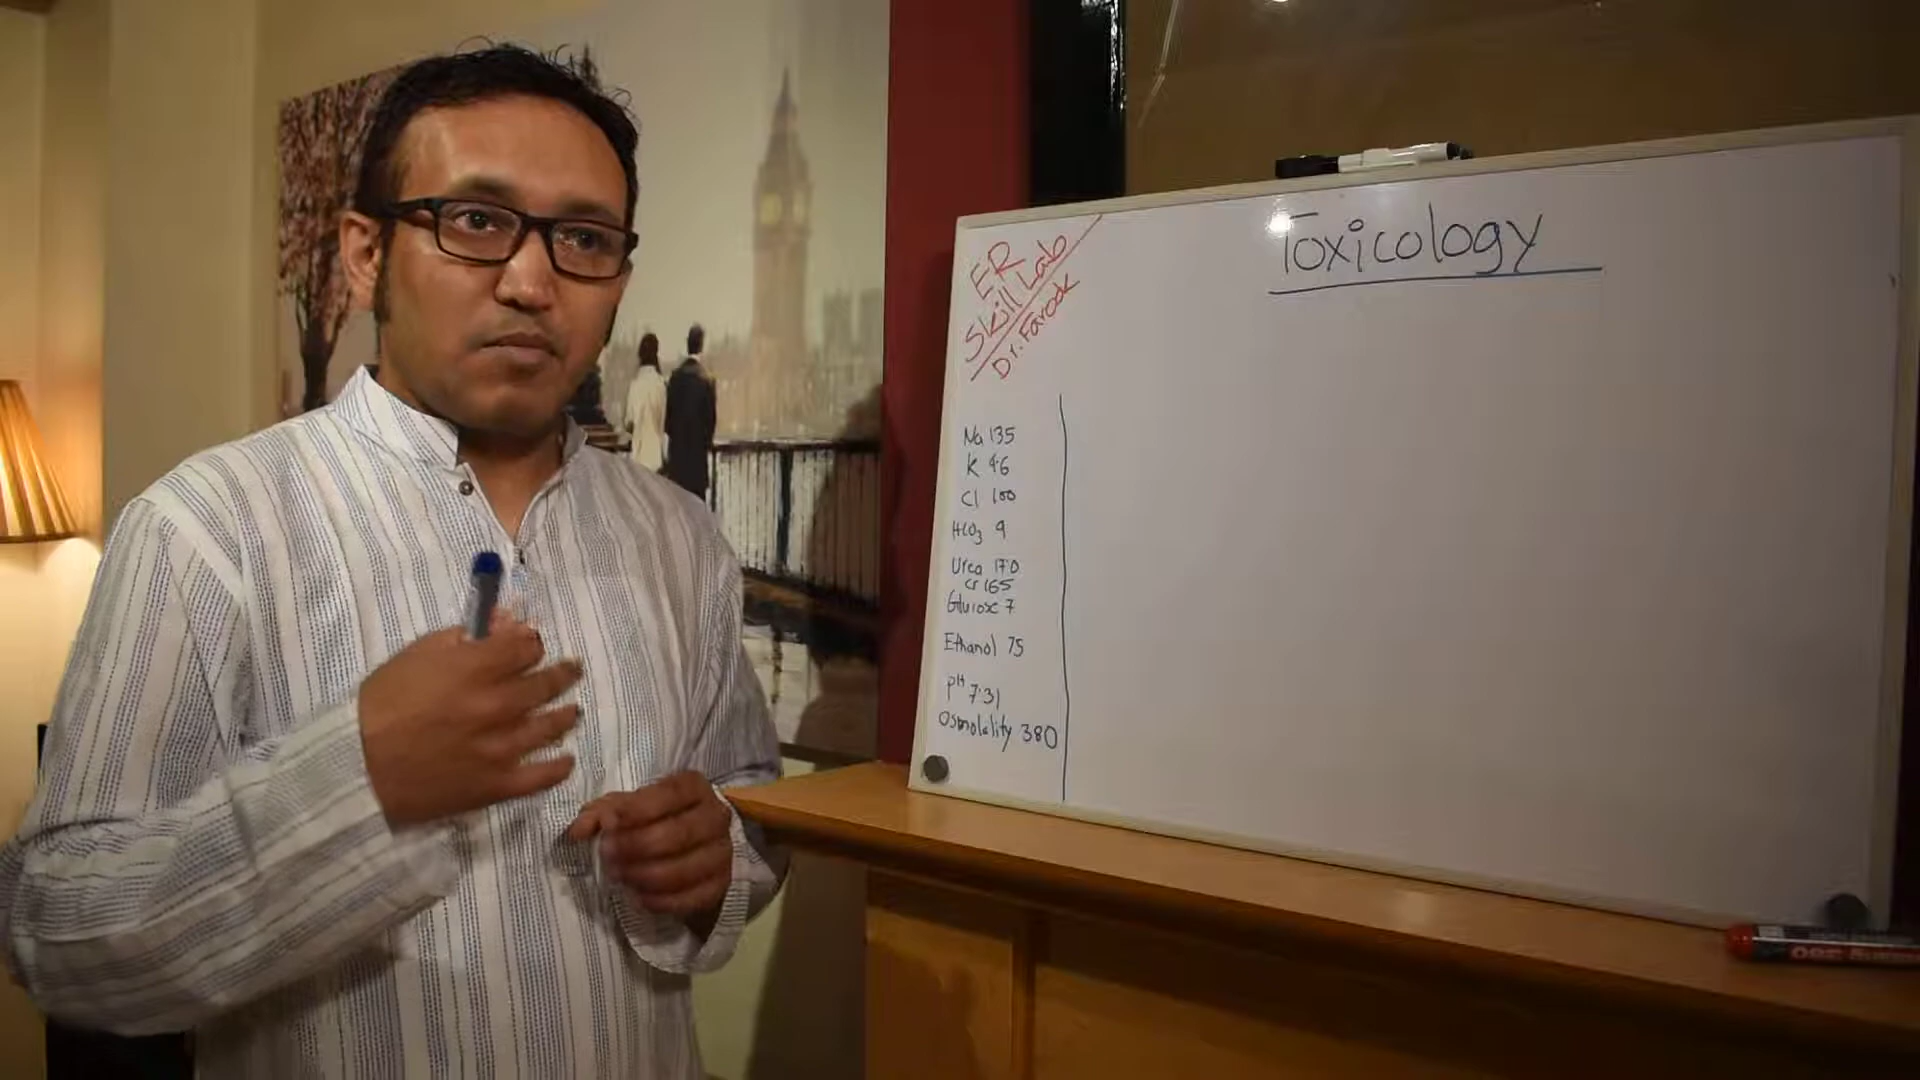 ER
Skill Lab
Dr. Farook
Toxicology
Na 135
K 4.6
Cl 100
HCO3 9
Urea 17.0
Cr 165
Glucose 7
Ethanol 75
pH 7.31
Osmolality 380